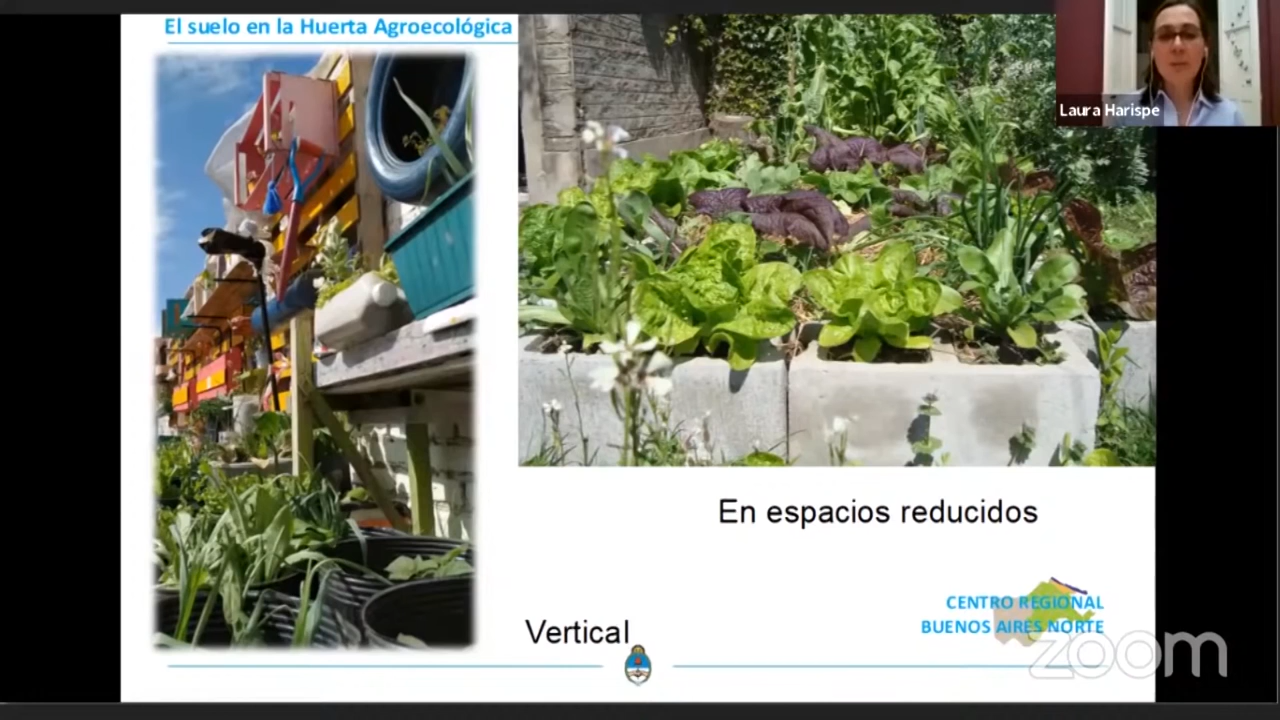 El suelo en la Huerta Agroecológica
Laura Harispe
En espacios reducidos
Vertical
CENTRO REGIONAL
BUENOS AIRES NORTE
zoom